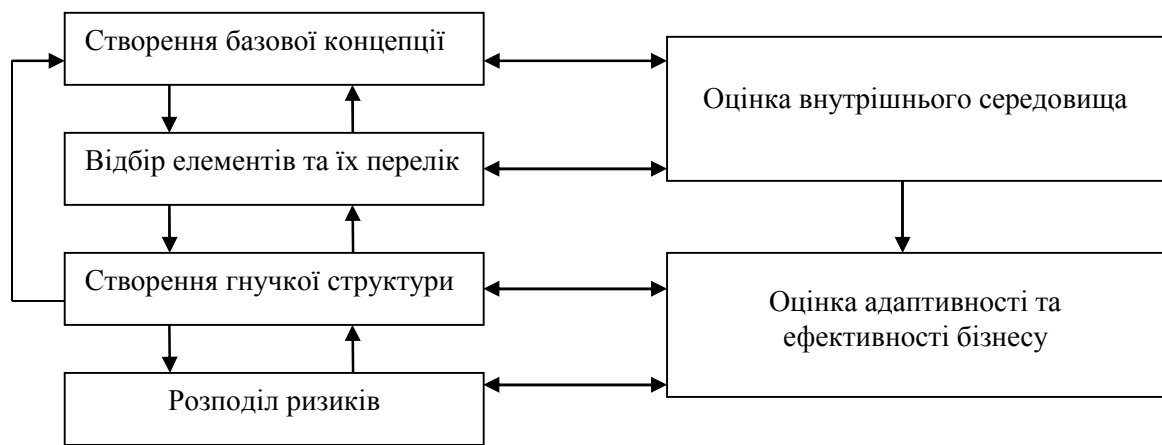 Створення базової концепції
Відбір елементів та їх перелік
Створення гнучкої структури
Розподіл ризиків
Оцінка внутрішнього середовища
Оцінка адаптивності та
ефективності бізнесу